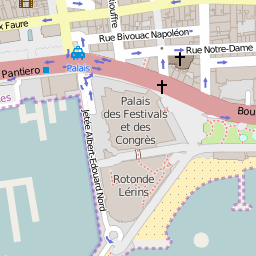 x Faure
Rue Bivouac Napoléon
Rue Notre-Dame
Pantiero
Palais
Bou
Palais
des Festivals
et des
Congrès
Jetée Albert-Edouard Nord
Rotonde
Lérins